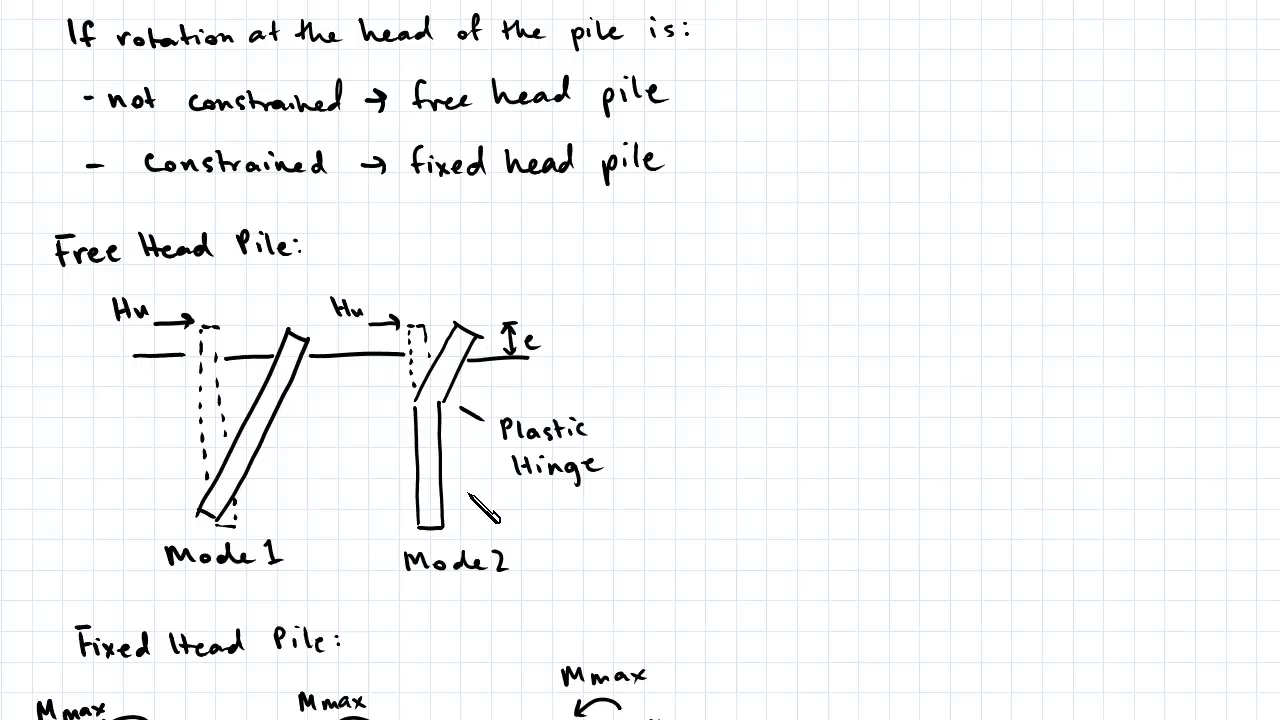 If rotation at the head of the pile is:
- not constrained → free head pile
- constrained → fixed head pile
Free Head Pile:
Hu
Hu
e
Plastic
Hinge
Mode 1
Mode 2
Fixed Head Pile:
Mmax
Mmax
Mmax